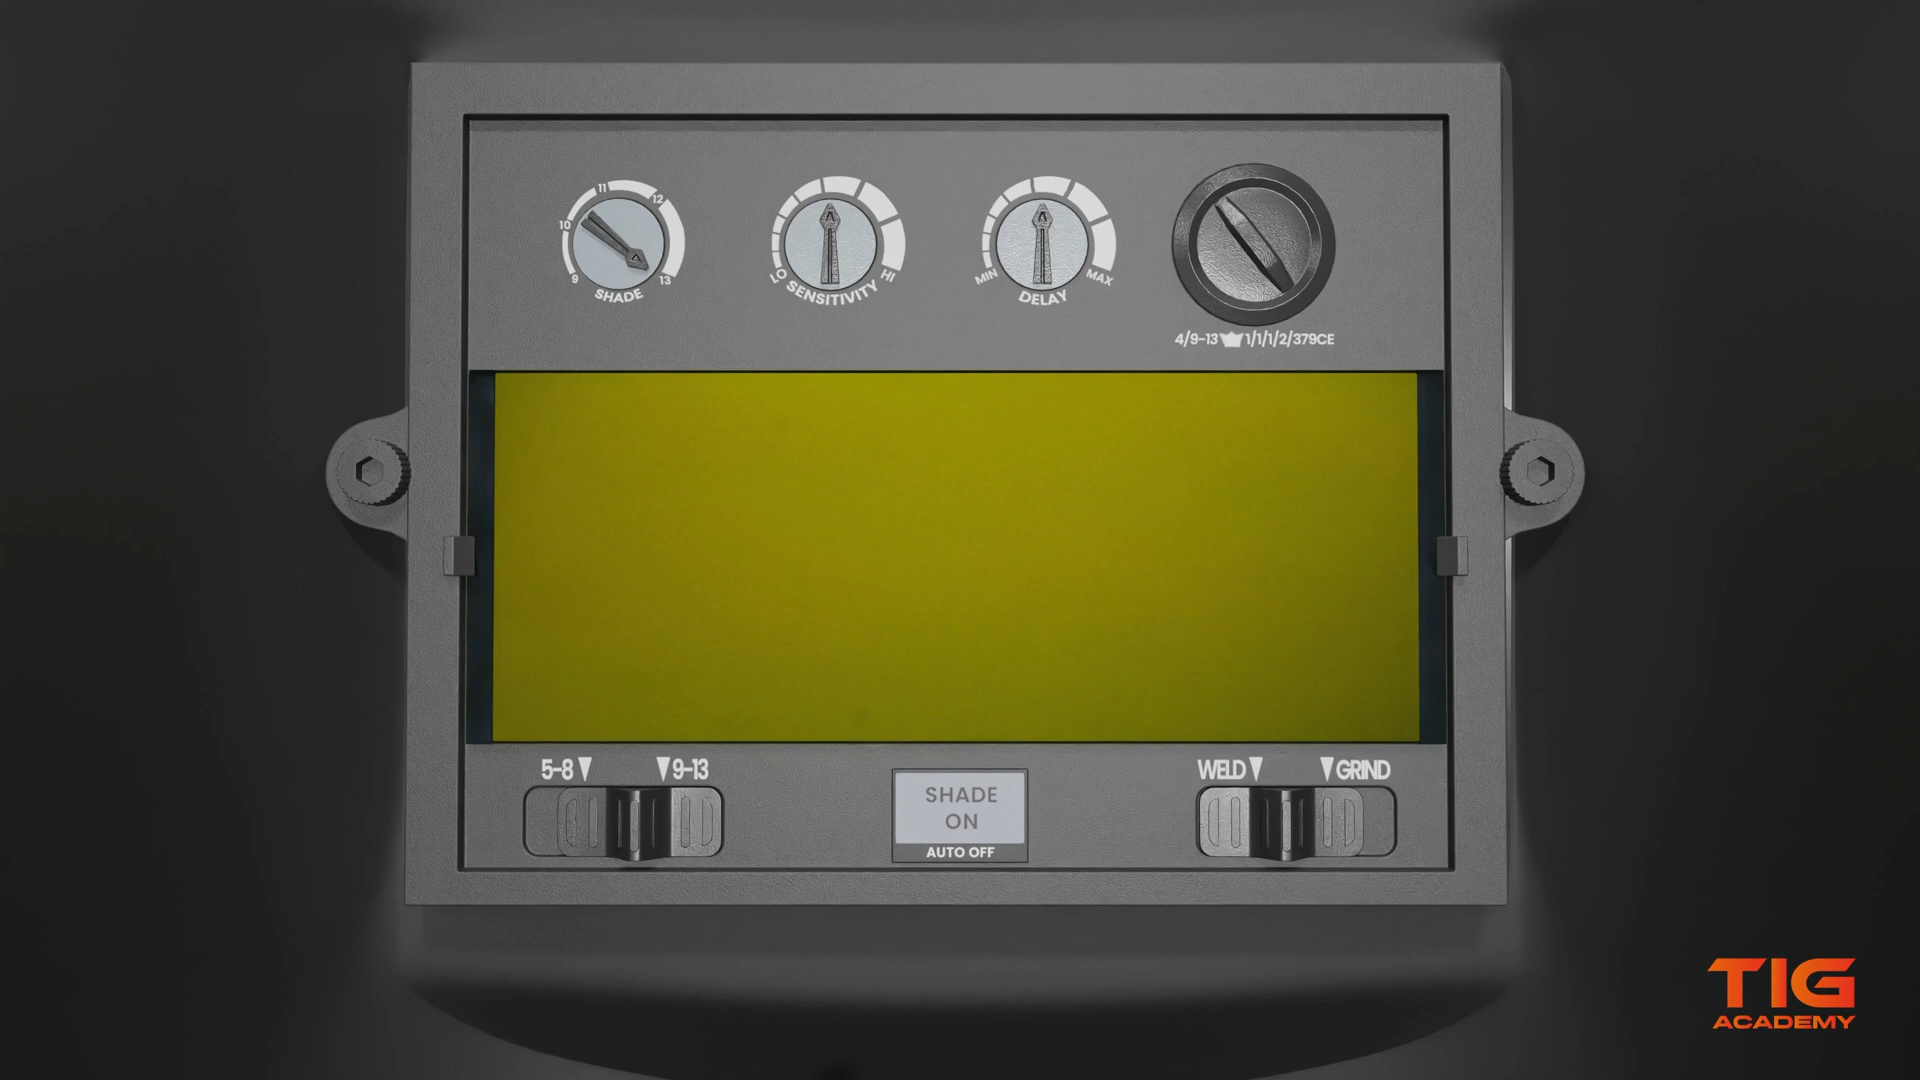 9 10 11 12 13
SHADE
LO HI
SENSITIVITY
MIN MAX
DELAY
4/9-13 1/1/1/2/379CE
5-8 9-13
SHADE
ON
AUTO OFF
WELD GRIND
TIG
ACADEMY